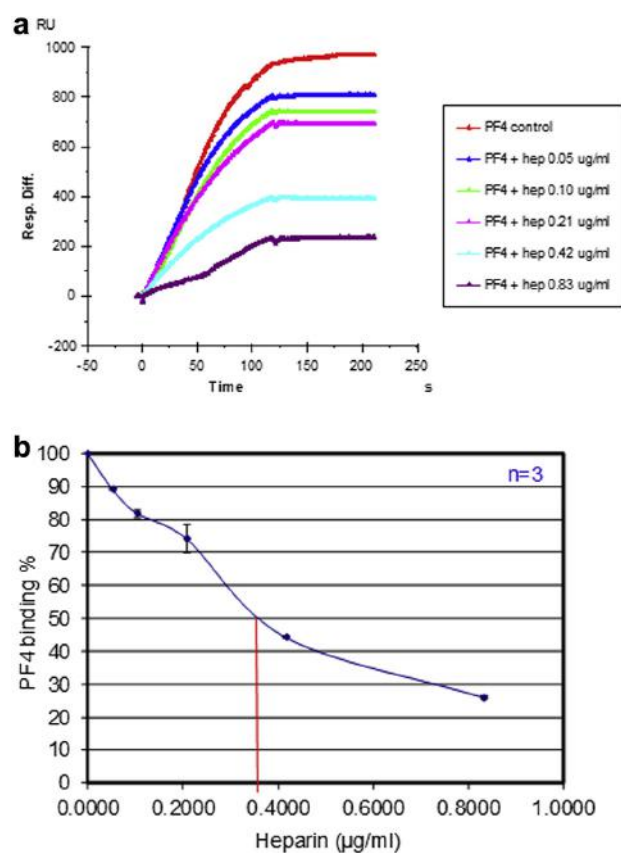 a
RU
1000
800
600
400
200
0
-200
Resp. Diff.
-50 0 50 100 150 200 250
Time s
PF4 control
PF4 + hep 0.05 ug/ml
PF4 + hep 0.10 ug/ml
PF4 + hep 0.21 ug/ml
PF4 + hep 0.42 ug/ml
PF4 + hep 0.83 ug/ml
b
n=3
100
90
80
70
60
50
40
30
20
10
0
PF4 binding %
0.0000 0.2000 0.4000 0.6000 0.8000 1.0000
Heparin (µg/ml)